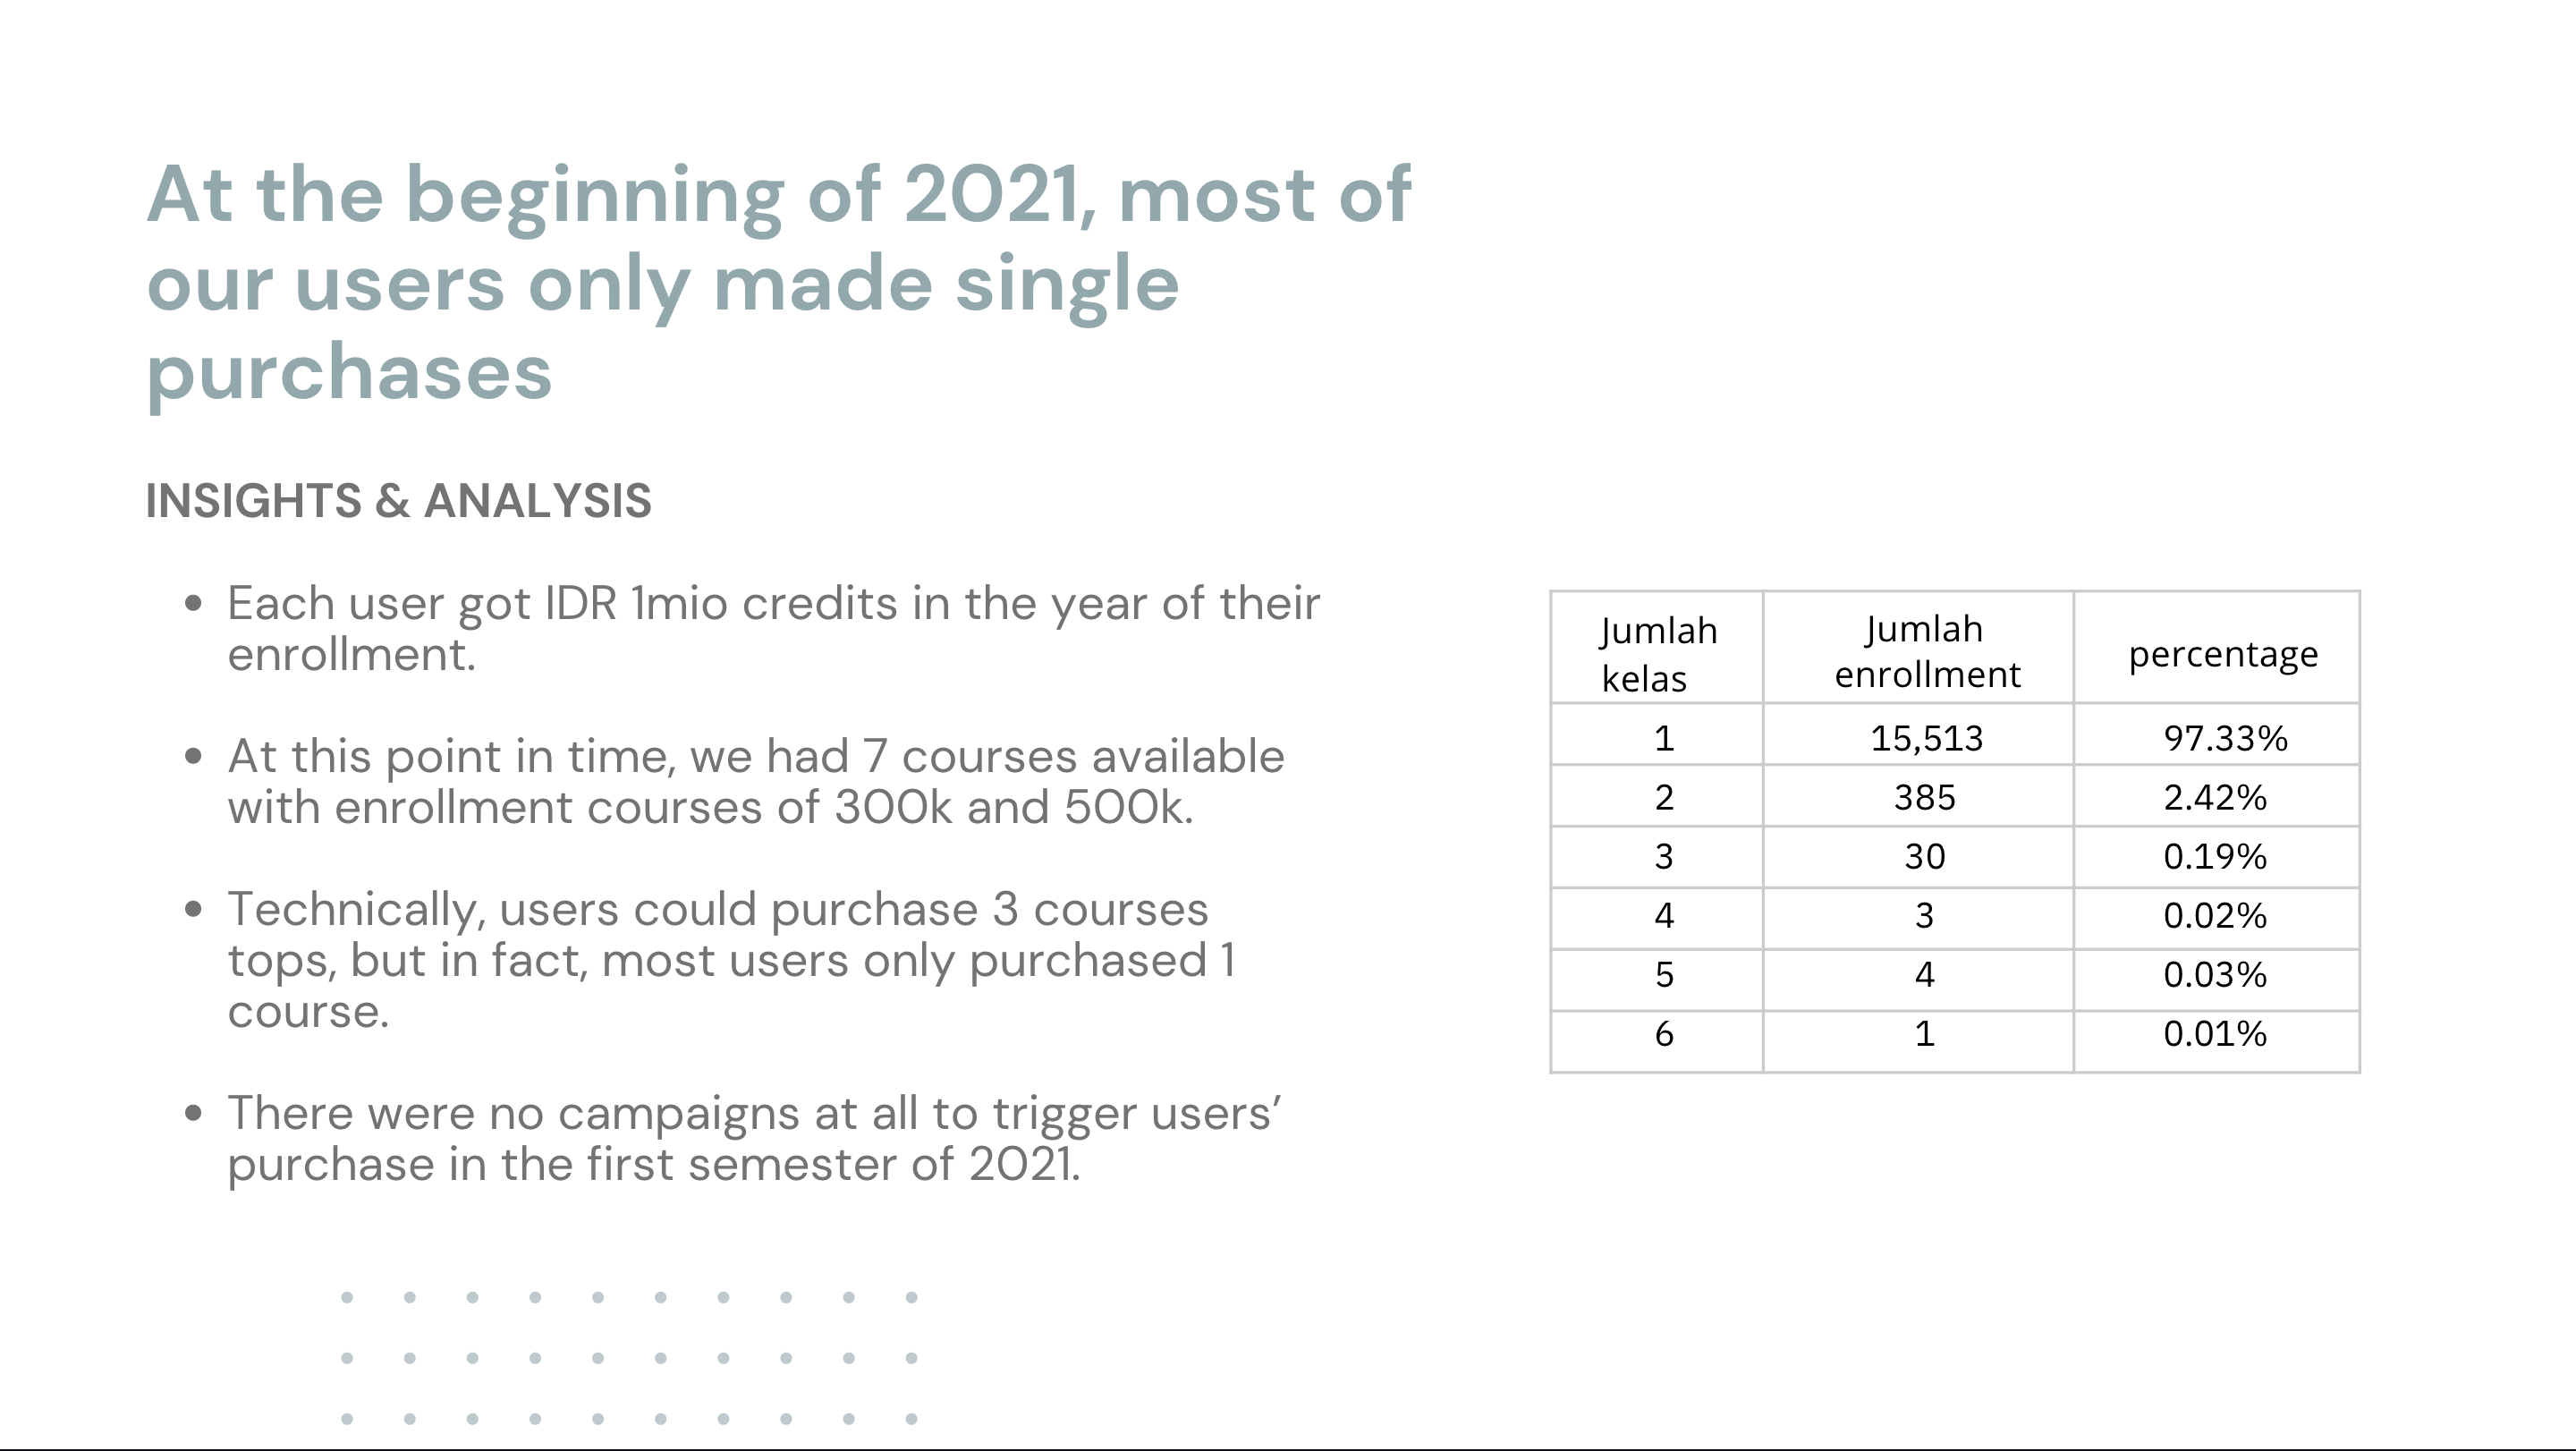 At the beginning of 2021, most of
our users only made single
purchases
INSIGHTS & ANALYSIS
• Each user got IDR 1mio credits in the year of their
enrollment.
• At this point in time, we had 7 courses available
with enrollment courses of 300k and 500k.
• Technically, users could purchase 3 courses
tops, but in fact, most users only purchased 1
course.
• There were no campaigns at all to trigger users’
purchase in the first semester of 2021.
Jumlah kelas Jumlah enrollment percentage
1 15,513 97.33%
2 385 2.42%
3 30 0.19%
4 3 0.02%
5 4 0.03%
6 1 0.01%